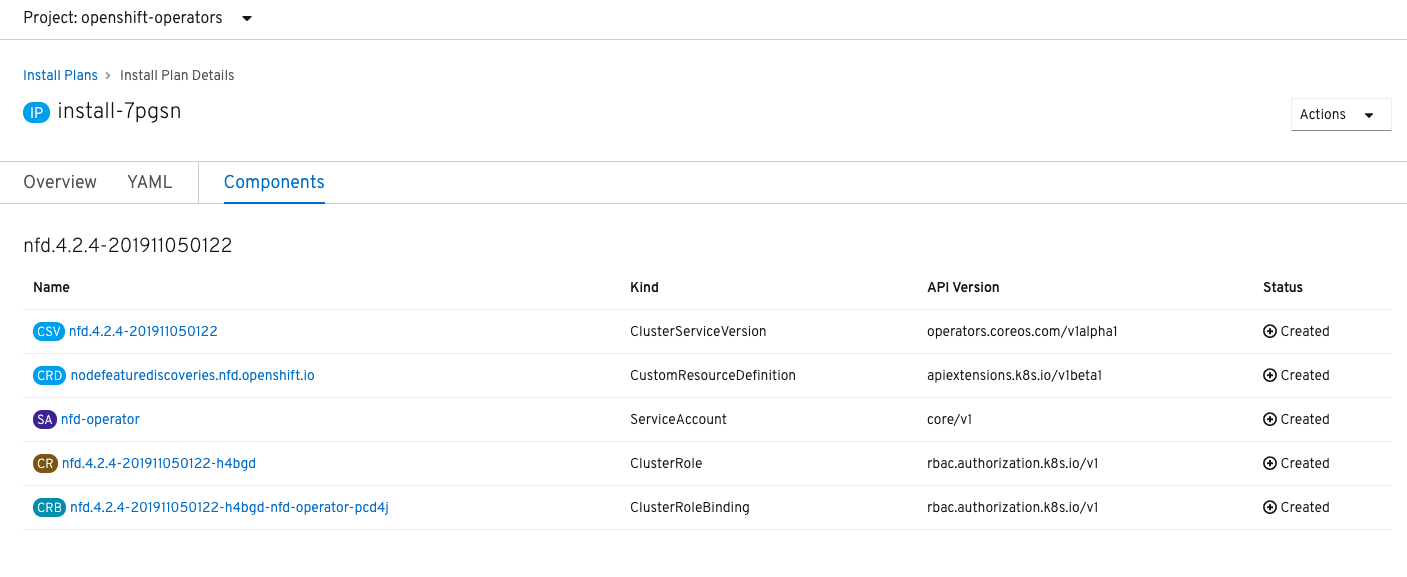 Project: openshift-operators
Install Plans > Install Plan Details
IP install-7pgsn
Actions
Overview YAML Components
nfd.4.2.4-201911050122
Name Kind API Version Status
CSV nfd.4.2.4-201911050122 ClusterServiceVersion operators.coreos.com/v1alpha1 Created
CRD nodefeaturediscoveries.nfd.openshift.io CustomResourceDefinition apiextensions.k8s.io/v1beta1 Created
SA nfd-operator ServiceAccount core/v1 Created
CR nfd.4.2.4-201911050122-h4bgd ClusterRole rbac.authorization.k8s.io/v1 Created
CRB nfd.4.2.4-201911050122-h4bgd-nfd-operator-pcd4j ClusterRoleBinding rbac.authorization.k8s.io/v1 Created